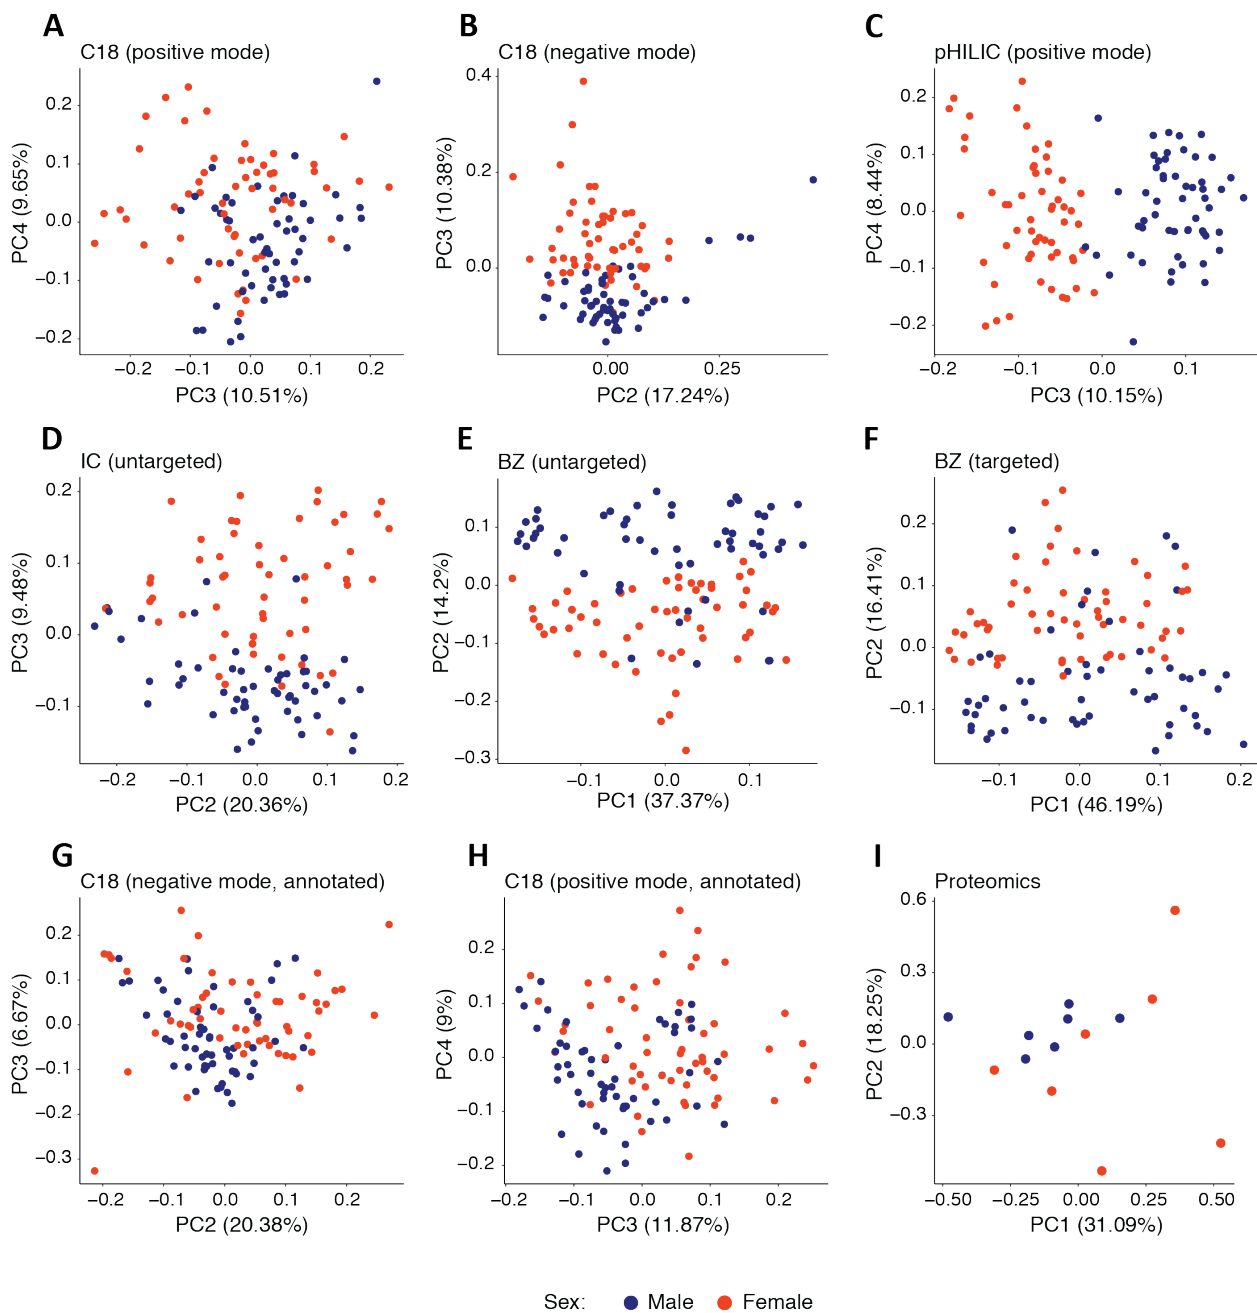 A
C18 (positive mode)
PC4 (9.65%)
0.2
0.1
0.0
−0.1
−0.2
−0.2 −0.1 0.0 0.1 0.2
PC3 (10.51%)
B
C18 (negative mode)
PC3 (10.38%)
0.4
0.2
0.0
0.00 0.25
PC2 (17.24%)
C
pHILIC (positive mode)
PC4 (8.44%)
0.2
0.1
0.0
−0.1
−0.2
−0.2 −0.1 0.0 0.1
PC3 (10.15%)
D
IC (untargeted)
PC3 (9.48%)
0.2
0.1
0.0
−0.1
−0.2 −0.1 0.0 0.1 0.2
PC2 (20.36%)
E
BZ (untargeted)
PC2 (14.2%)
0.1
0.0
−0.1
−0.2
−0.3
−0.1 0.0 0.1
PC1 (37.37%)
F
BZ (targeted)
PC2 (16.41%)
0.2
0.1
0.0
−0.1
−0.1 0.0 0.1 0.2
PC1 (46.19%)
G
C18 (negative mode, annotated)
PC3 (6.67%)
0.2
0.1
0.0
−0.1
−0.2
−0.3
−0.2 −0.1 0.0 0.1 0.2
PC2 (20.38%)
H
C18 (positive mode, annotated)
PC4 (9%)
0.2
0.1
0.0
−0.1
−0.2
−0.2 −0.1 0.0 0.1 0.2
PC3 (11.87%)
I
Proteomics
PC2 (18.25%)
0.6
0.3
0.0
−0.3
−0.50 −0.25 0.00 0.25 0.50
PC1 (31.09%)
Sex: Male Female